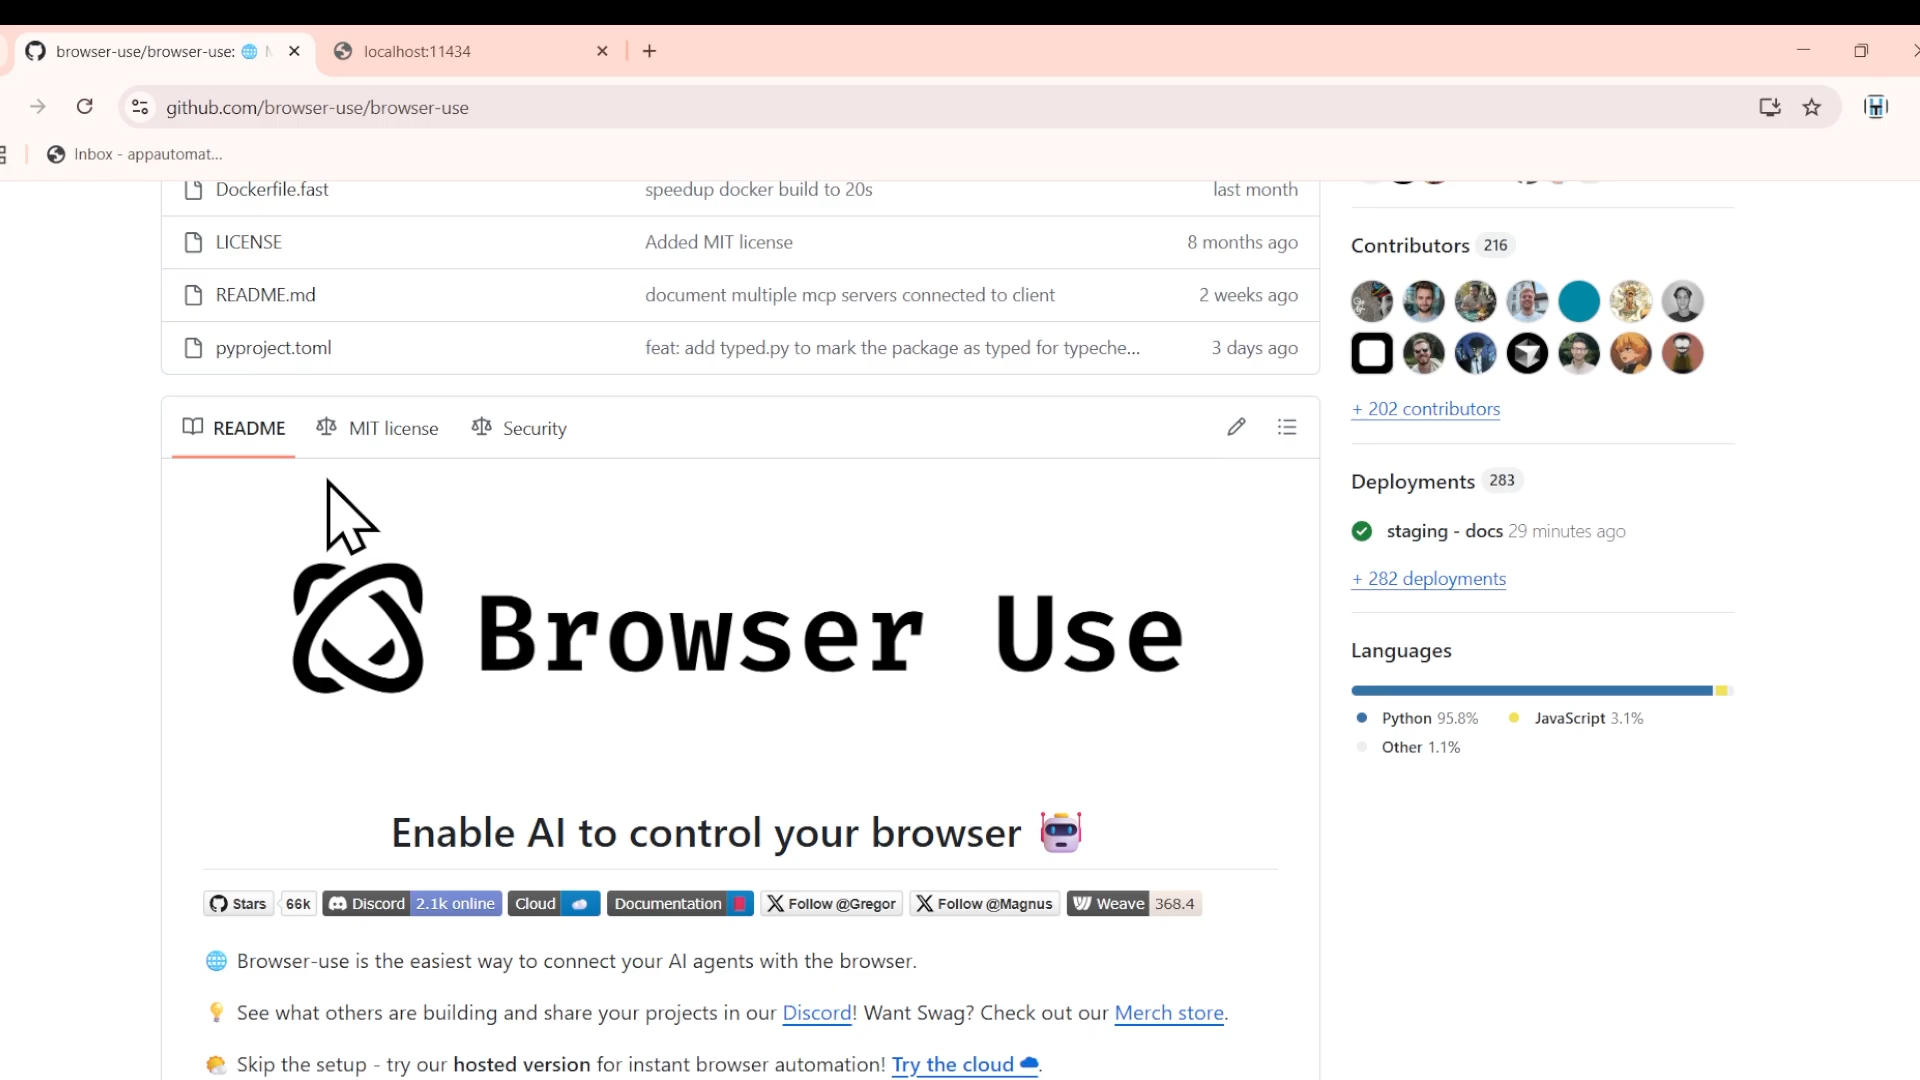 browser-use/browser-use: 🌐
localhost:11434
github.com/browser-use/browser-use
Inbox - appautomat...
Dockerfile.fast speedup docker build to 20s last month
LICENSE Added MIT license 8 months ago
README.md document multiple mcp servers connected to client 2 weeks ago
pyproject.toml feat: add typed.py to mark the package as typed for typeche... 3 days ago
README MIT license Security
Browser Use
Enable AI to control your browser 🤖
Stars 66k Discord 2.1k online Cloud ☁️ Documentation 📕 Follow @Gregor Follow @Magnus Weave 368.4
🌐 Browser-use is the easiest way to connect your AI agents with the browser.
💡 See what others are building and share your projects in our Discord! Want Swag? Check out our Merch store.
🌤️ Skip the setup - try our hosted version for instant browser automation! Try the cloud ☁️.
Contributors 216
+ 202 contributors
Deployments 283
staging - docs 29 minutes ago
+ 282 deployments
Languages
Python 95.8% JavaScript 3.1%
Other 1.1%